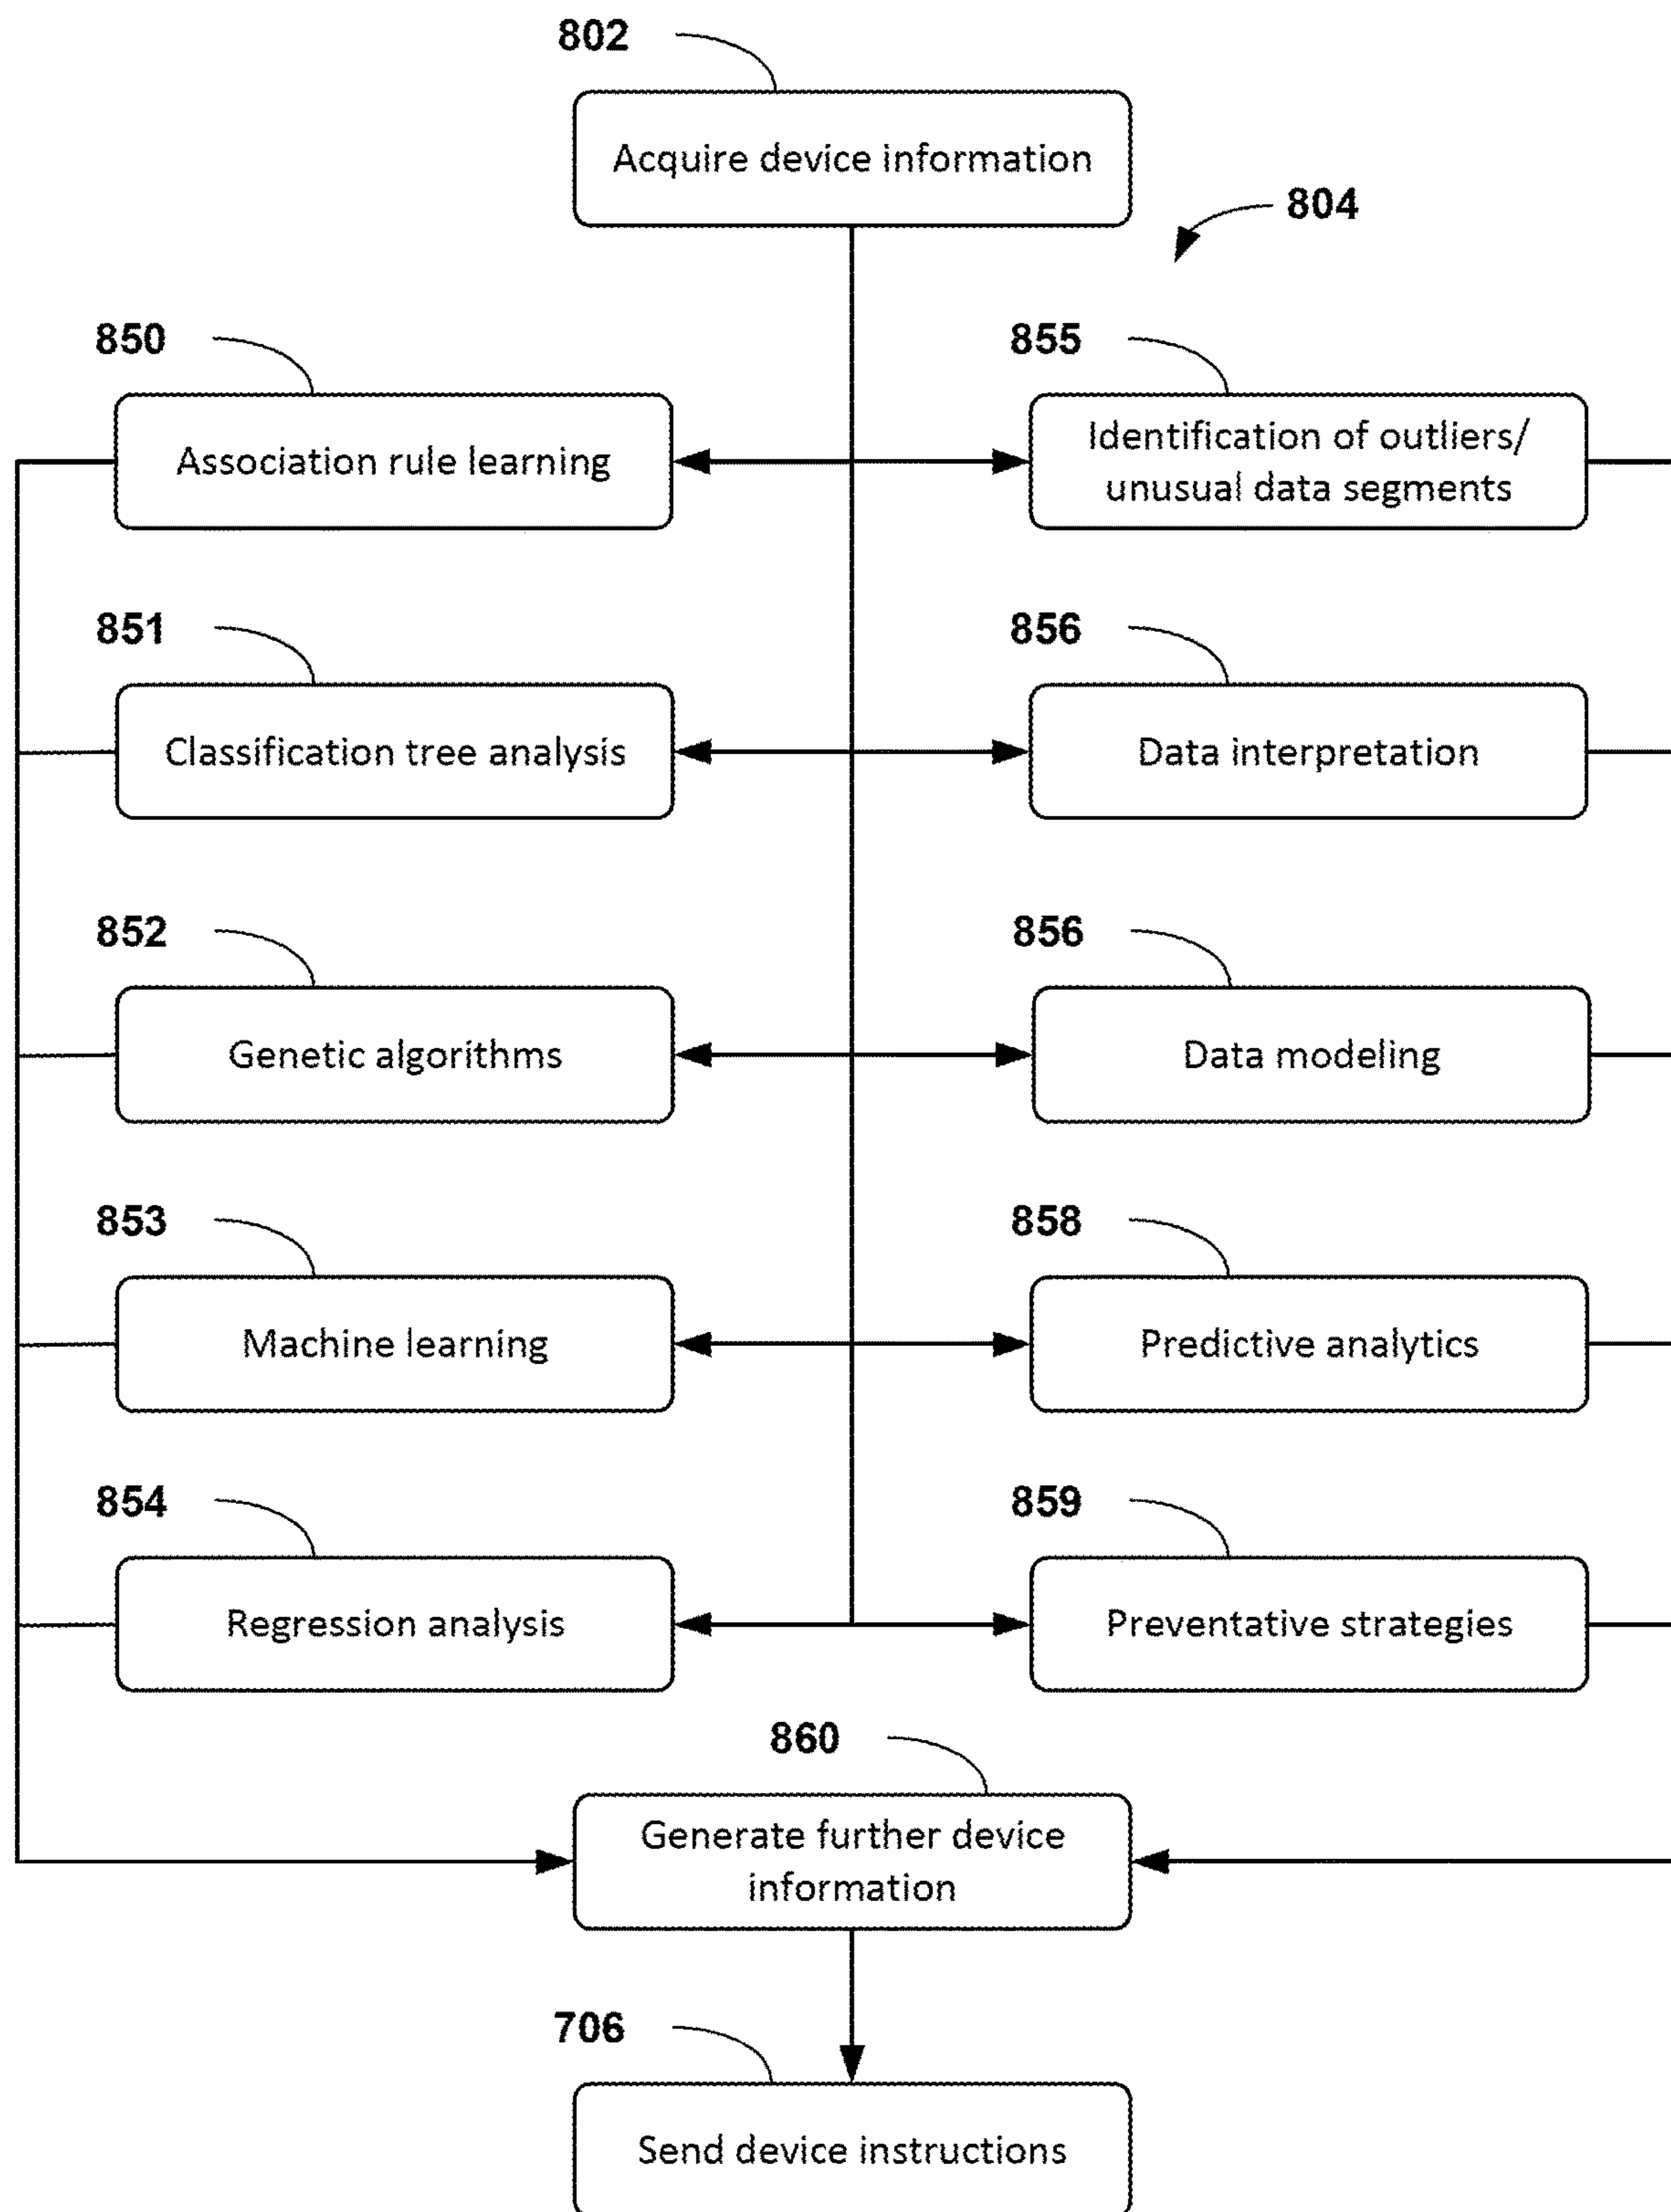 802
Acquire device information
804
850
855
Association rule learning
Identification of outliers/
unusual data segments
851
856
Classification tree analysis
Data interpretation
852
856
Genetic algorithms
Data modeling
853
858
Machine learning
Predictive analytics
854
859
Regression analysis
Preventative strategies
860
Generate further device
information
706
Send device instructions